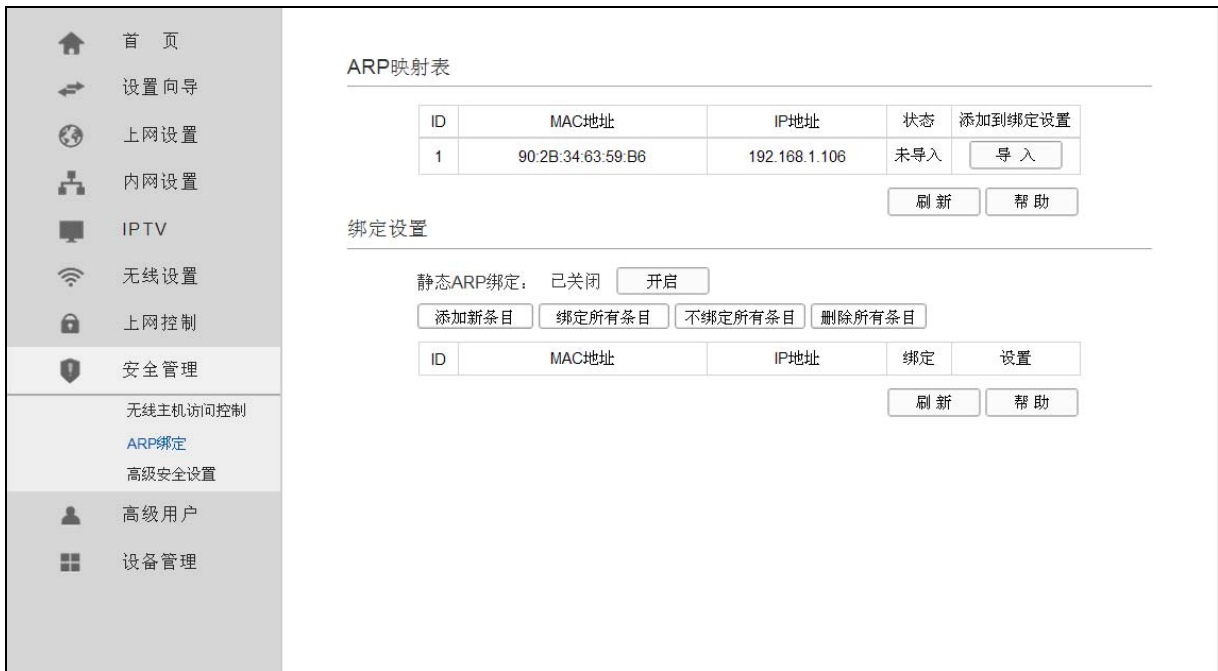 首 页
设置向导
上网设置
内网设置
IPTV
无线设置
上网控制
安全管理
无线主机访问控制
ARP绑定
高级安全设置
高级用户
设备管理
ARP映射表
ID MAC地址 IP地址 状态 添加到绑定设置
1 90:2B:34:63:59:B6 192.168.1.106 未导入 导 入
刷 新 帮 助
绑定设置
静态ARP绑定： 已关闭 开启
添加新条目 绑定所有条目 不绑定所有条目 删除所有条目
ID MAC地址 IP地址 绑定 设置
刷 新 帮 助